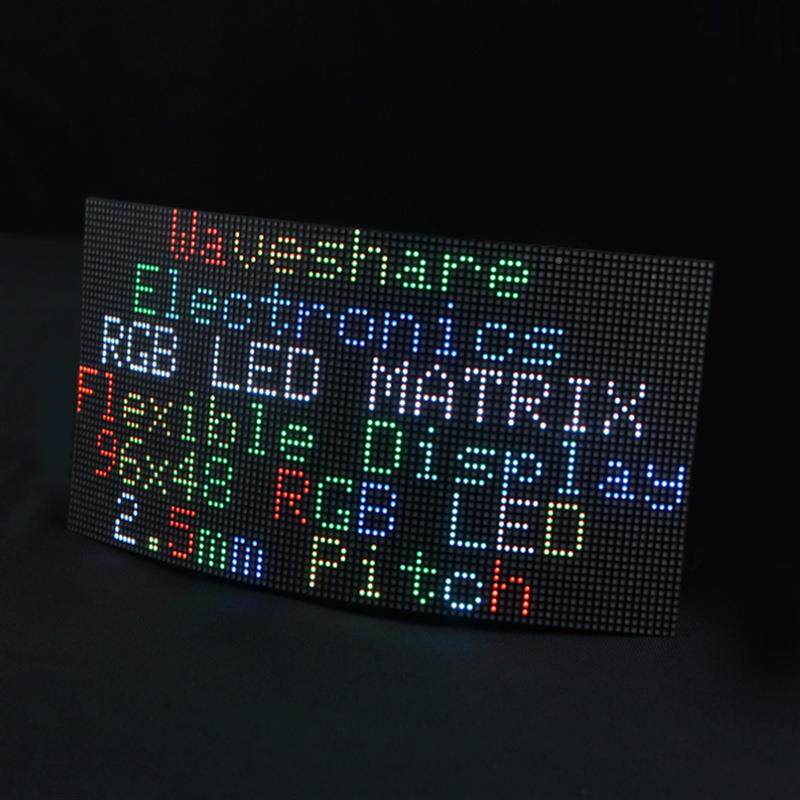 Waveshare
Electronics
RGB LED MATRIX
Flexible Display
96x48 RGB LED
2.5mm Pitch